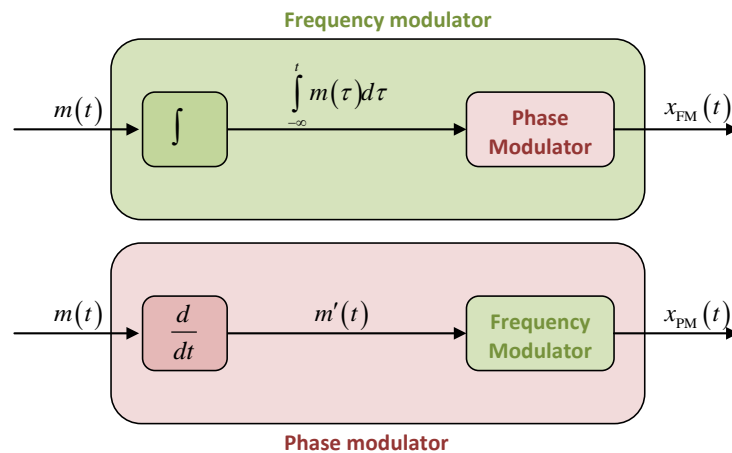 Frequency modulator
m(t)
∫
∫_{-∞}^{t} m(τ)dτ
Phase
Modulator
x_FM(t)
m(t)
d/dt
m′(t)
Frequency
Modulator
x_PM(t)
Phase modulator